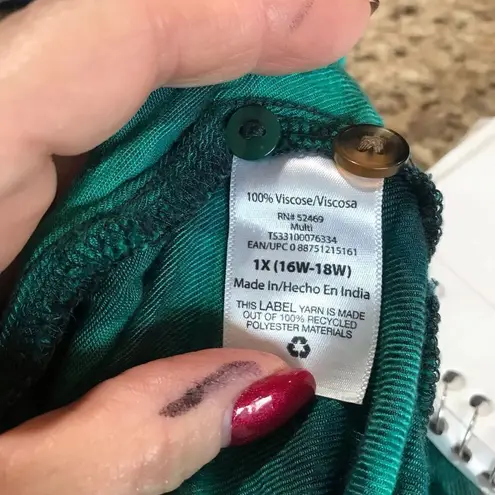 100% Viscose/Viscosa
RN# 52469
Multi
TS33100076334
EAN/UPC 0 88751215161
1X (16W-18W)
Made In/Hecho En India
THIS LABEL YARN IS MADE
OUT OF 100% RECYCLED
POLYESTER MATERIALS